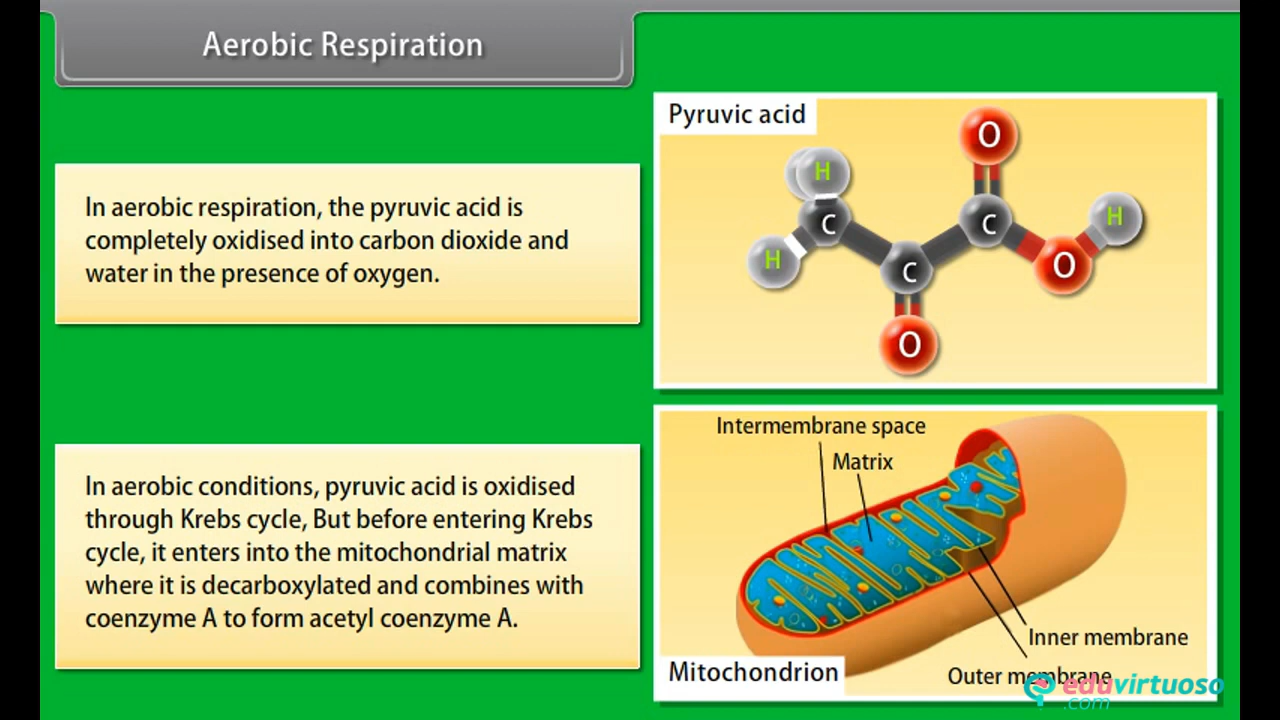 Aerobic Respiration
In aerobic respiration, the pyruvic acid is
completely oxidised into carbon dioxide and
water in the presence of oxygen.
In aerobic conditions, pyruvic acid is oxidised
through Krebs cycle, But before entering Krebs
cycle, it enters into the mitochondrial matrix
where it is decarboxylated and combines with
coenzyme A to form acetyl coenzyme A.
Pyruvic acid
O
H
C
C
H
H
C
O
O
Intermembrane space
Matrix
Inner membrane
Mitochondrion
Outer membrane
eduvirtuoso
.com